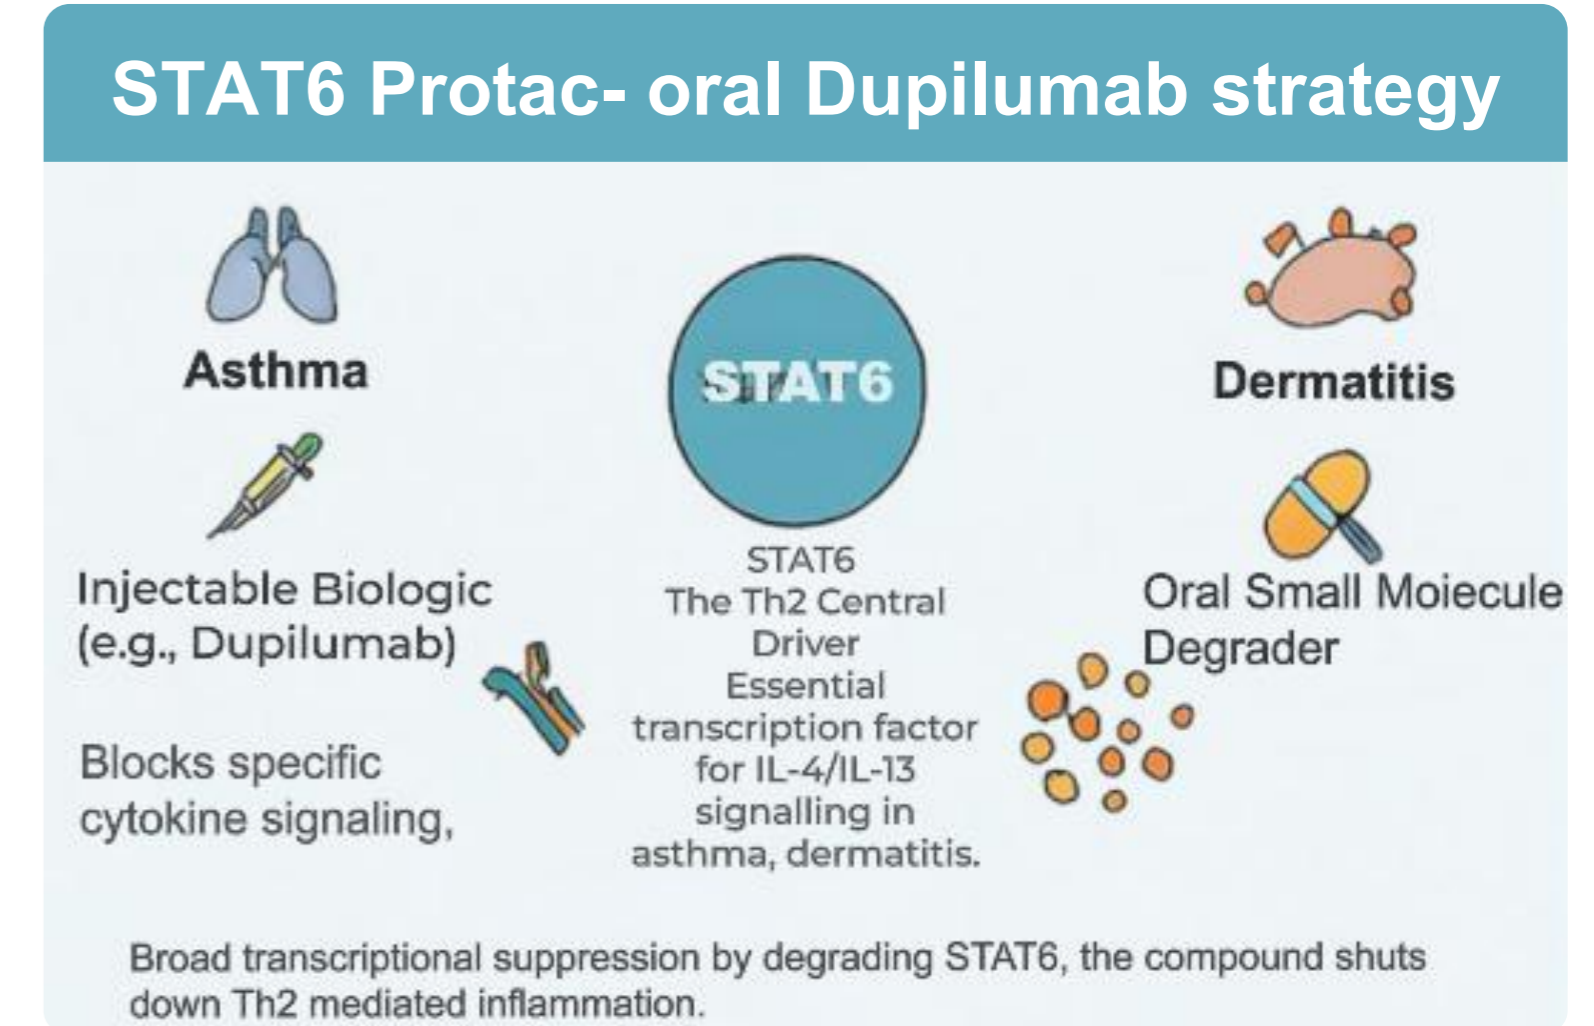 STAT6 Protac- oral Dupilumab strategy
Asthma
Injectable Biologic
(e.g., Dupilumab)
Blocks specific
cytokine signaling,
STAT6
STAT6
The Th2 Central
Driver
Essential
transcription factor
for IL-4/IL-13
signalling in
asthma, dermatitis.
Dermatitis
Oral Small Moiecule
Degrader
Broad transcriptional suppression by degrading STAT6, the compound shuts
down Th2 mediated inflammation.